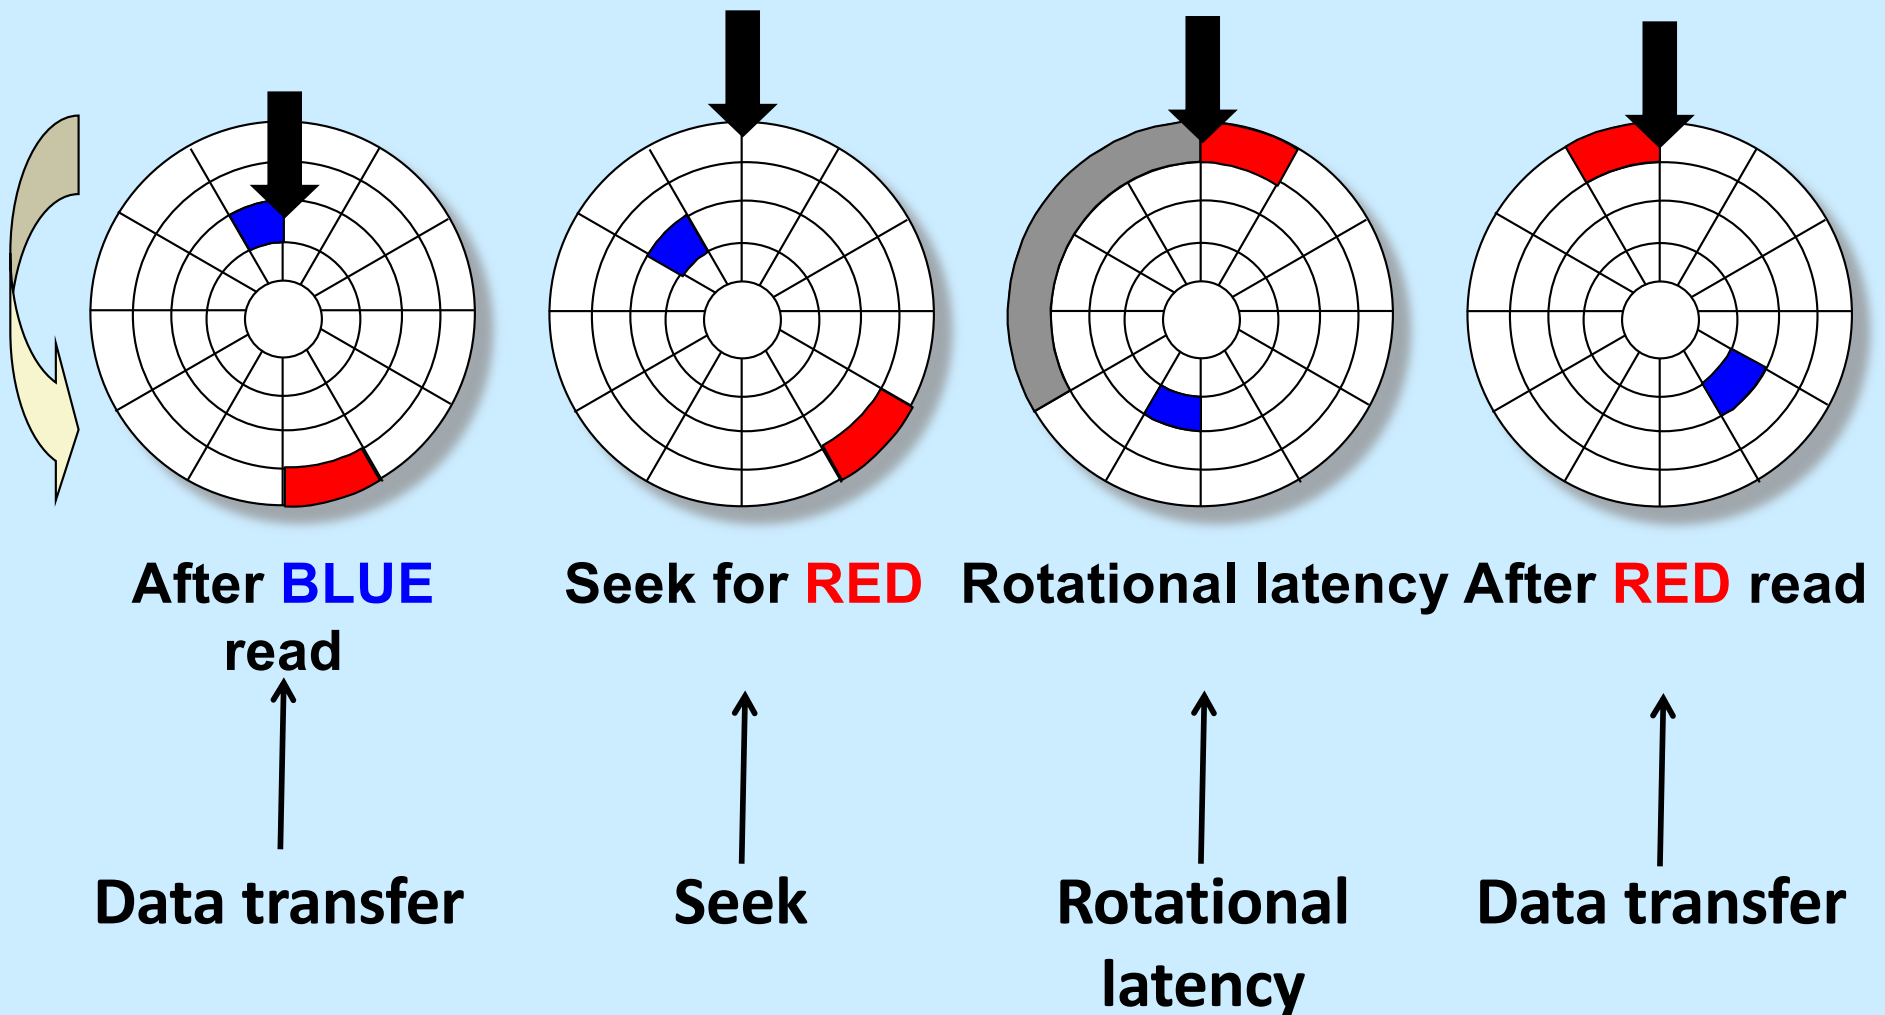 After BLUE
read
Seek for RED
Rotational latency
After RED read
Data transfer
Seek
Rotational
latency
Data transfer